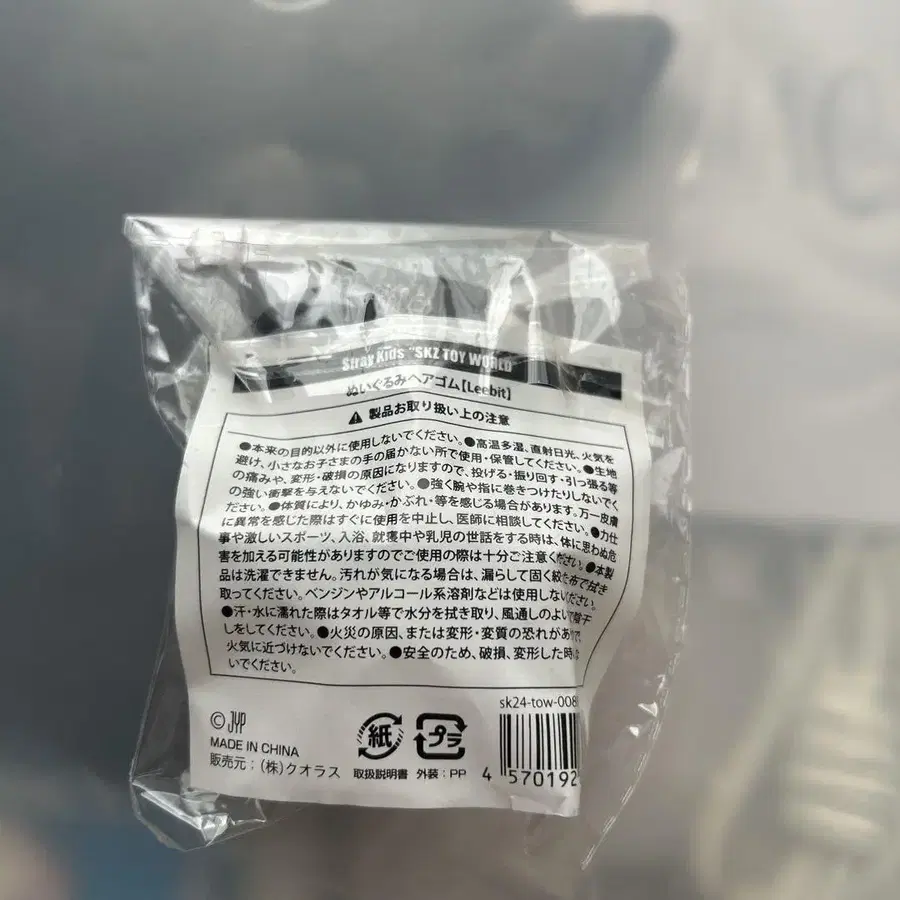 Stray Kids "SKZ TOY WORLD"
ぬいぐるみヘアゴム【Leebit】
⚠ 製品お取り扱い上の注意
●本来の目的以外に使用しないでください。●高温多湿、直射日光、火気を
避け、小さなお子さまの手の届かない所で使用・保管してください。●生地
の痛みや、変形・破損の原因になりますので、投げる・振り回す・引っ張る等
の強い衝撃を与えないでください。●強く腕や指に巻きつけたりしないでく
ださい。●体質により、かゆみ・かぶれ・等を感じる場合があります。万一皮膚
に異常を感じた際はすぐに使用を中止し、医師に相談してください。●力仕
事や激しいスポーツ、入浴、就寝中や乳児の世話をする時は、体に思わぬ危
害を加える可能性がありますのでご使用の際は十分ご注意ください。●本製
品は洗濯できません。汚れが気になる場合は、濡らして固く絞た布で拭き
取ってください。ベンジンやアルコール系溶剤などは使用しないでください。
●汗・水に濡れた際はタオル等で水分を拭き取り、風通しのよい陰干
しをしてください。●火災の原因、または変形・変質の恐れがあ
火気に近づけないでください。●安全のため、破損、変形した時
いでください。
sk24-tow-008
© JYP
MADE IN CHINA
販売元：(株)クオラス
紙
プラ
取扱説明書 外装：PP
4 570192